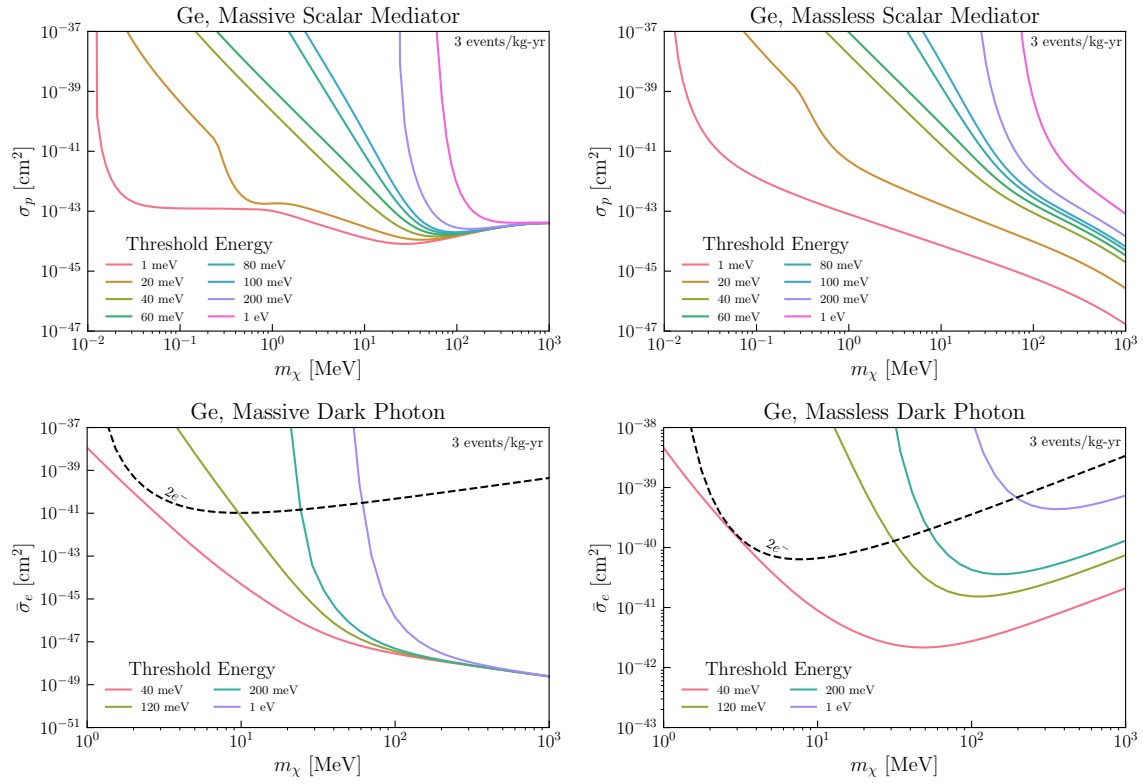 Ge, Massive Scalar Mediator
3 events/kg-yr
10⁻³⁷
10⁻³⁹
10⁻⁴¹
10⁻⁴³
10⁻⁴⁵
10⁻⁴⁷
σₚ [cm²]
Threshold Energy
1 meV
20 meV
40 meV
60 meV
80 meV
100 meV
200 meV
1 eV
10⁻² 10⁻¹ 10⁰ 10¹ 10² 10³
m_χ [MeV]
Ge, Massless Scalar Mediator
3 events/kg-yr
10⁻³⁷
10⁻³⁹
10⁻⁴¹
10⁻⁴³
10⁻⁴⁵
10⁻⁴⁷
σₚ [cm²]
Threshold Energy
1 meV
20 meV
40 meV
60 meV
80 meV
100 meV
200 meV
1 eV
10⁻² 10⁻¹ 10⁰ 10¹ 10² 10³
m_χ [MeV]
Ge, Massive Dark Photon
3 events/kg-yr
10⁻³⁷
10⁻³⁹
10⁻⁴¹
10⁻⁴³
10⁻⁴⁵
10⁻⁴⁷
10⁻⁴⁹
10⁻⁵¹
σ̄ₑ [cm²]
2e⁻
Threshold Energy
40 meV
120 meV
200 meV
1 eV
10⁰ 10¹ 10² 10³
m_χ [MeV]
Ge, Massless Dark Photon
3 events/kg-yr
10⁻³⁸
10⁻³⁹
10⁻⁴⁰
10⁻⁴¹
10⁻⁴²
10⁻⁴³
σ̄ₑ [cm²]
2e⁻
Threshold Energy
40 meV
120 meV
200 meV
1 eV
10⁰ 10¹ 10² 10³
m_χ [MeV]